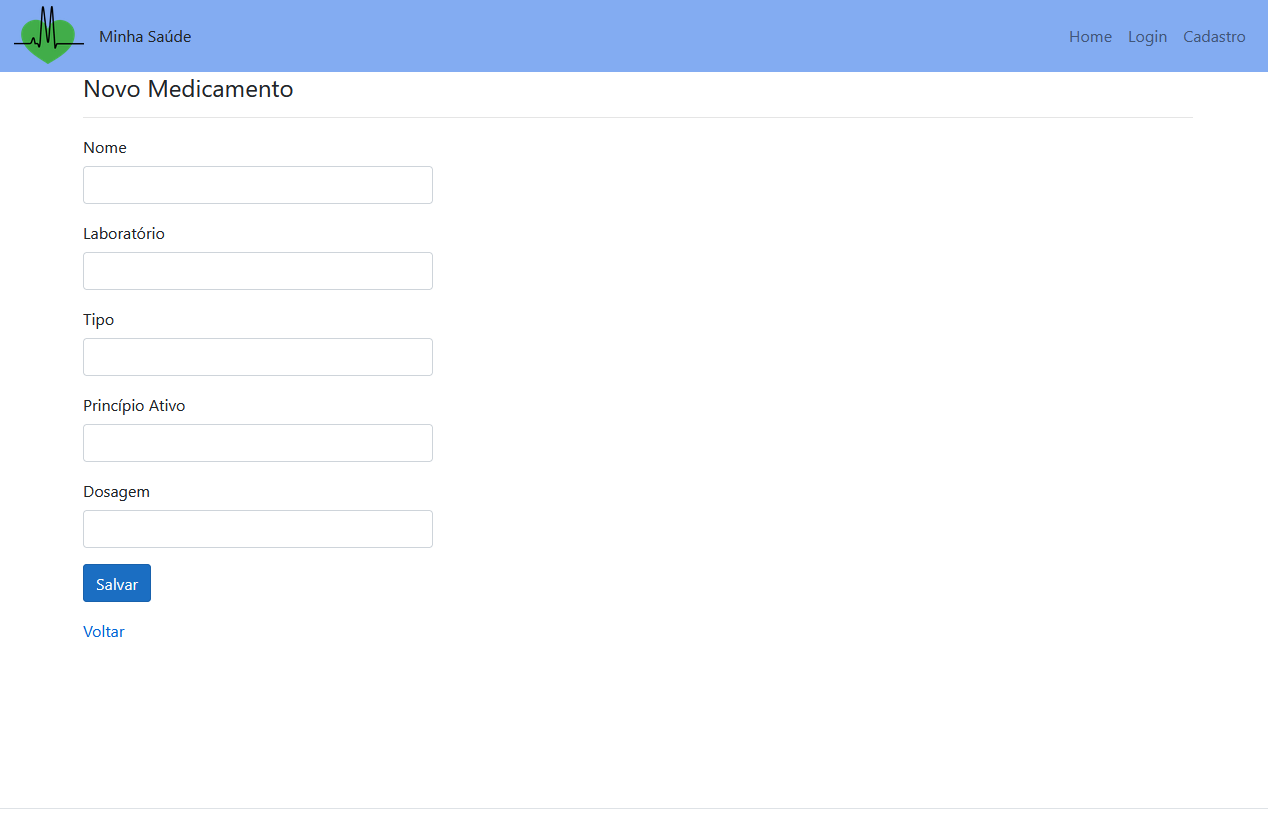 Minha Saúde
Home Login Cadastro
Novo Medicamento
Nome
Laboratório
Tipo
Princípio Ativo
Dosagem
Salvar
Voltar